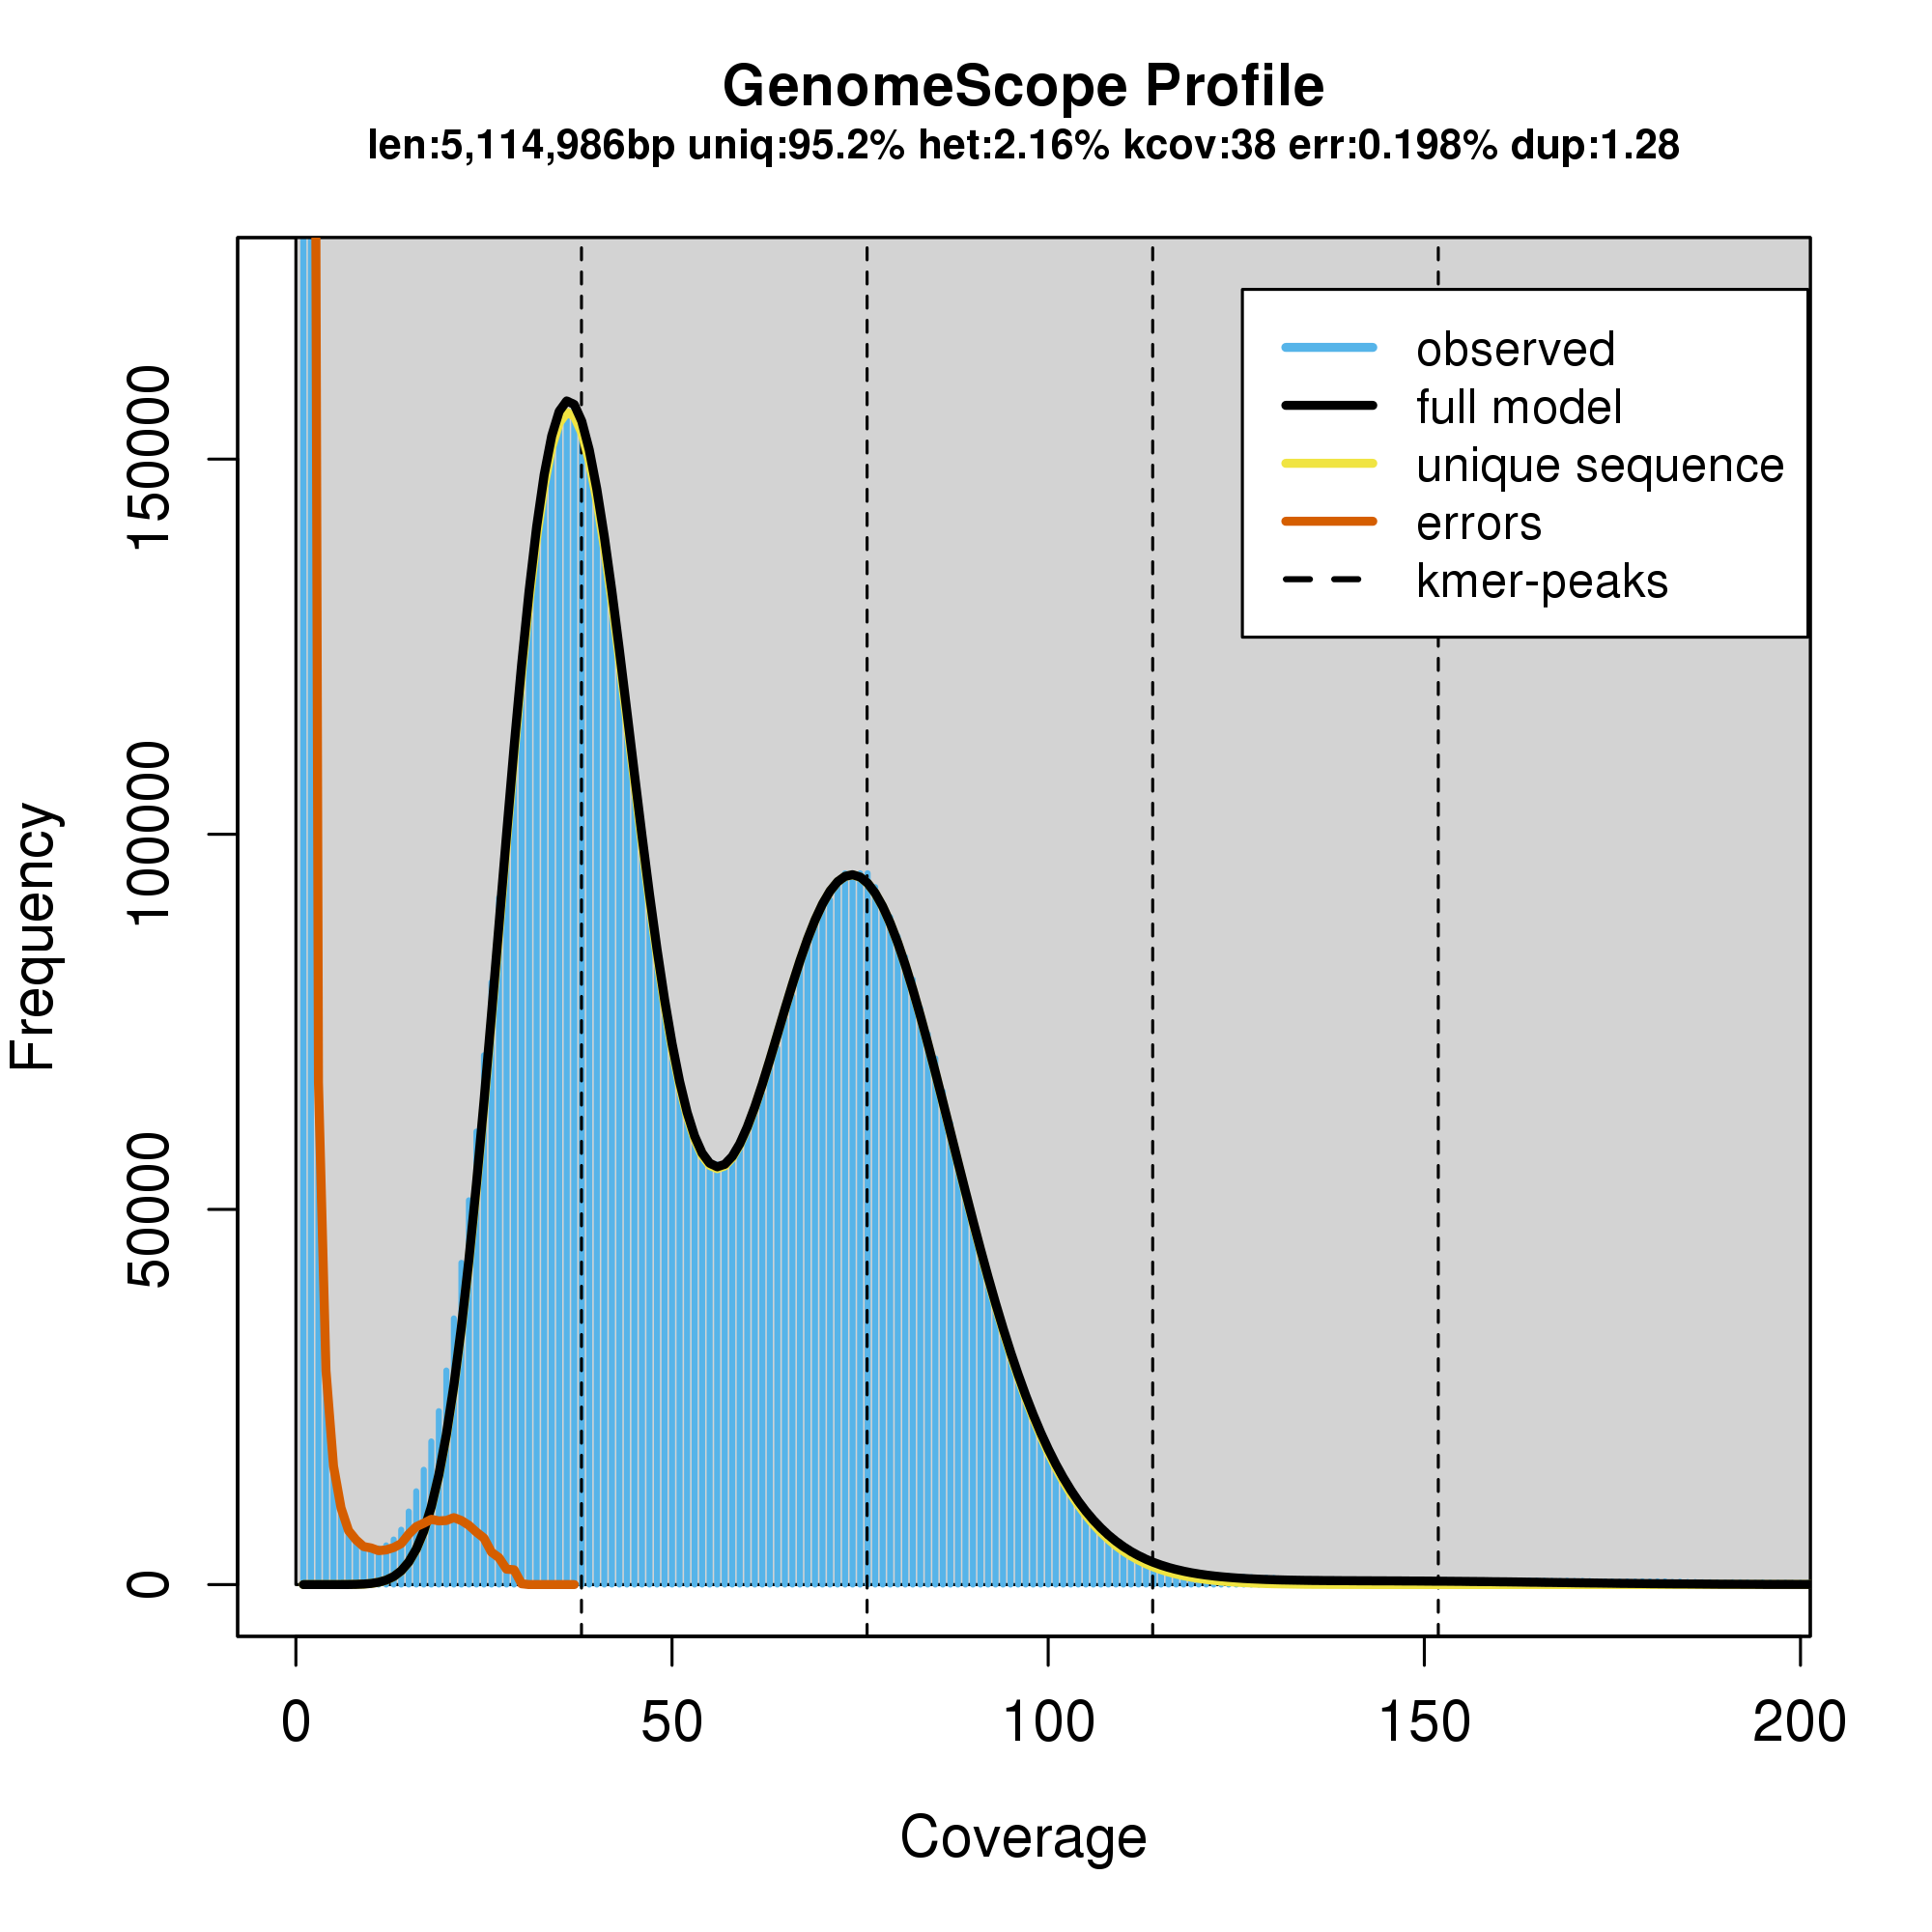 GenomeScope Profile
len:5,114,986bp uniq:95.2% het:2.16% kcov:38 err:0.198% dup:1.28
observed
full model
unique sequence
errors
kmer-peaks
Frequency
150000
100000
50000
0
0 50 100 150 200
Coverage